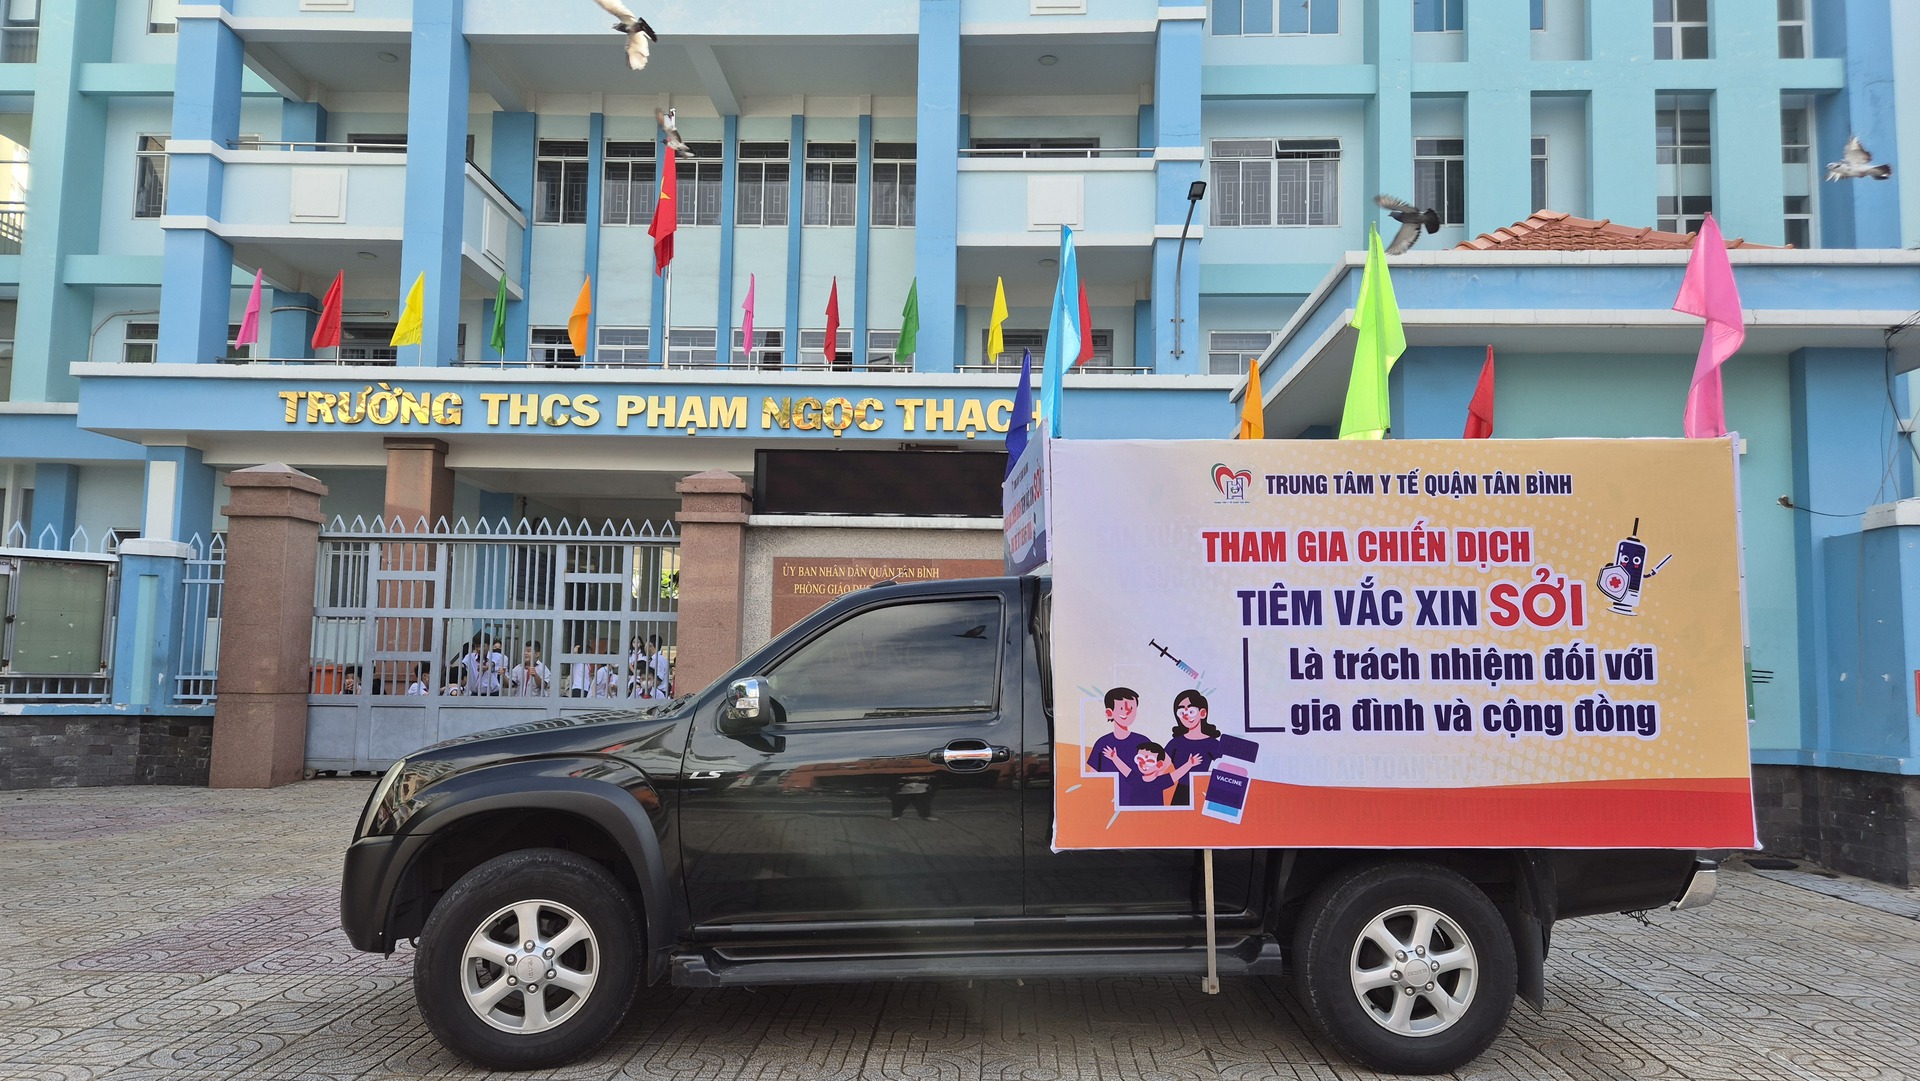 TRƯỜNG THCS PHẠM NGỌC THẠCH
ỦY BAN NHÂN DÂN QUẬN TÂN BÌNH
PHÒNG GIÁO
TRUNG TÂM Y TẾ QUẬN TÂN BÌNH
THAM GIA CHIẾN DỊCH
TIÊM VẮC XIN SỞI
Là trách nhiệm đối với
gia đình và cộng đồng
VACCINE
LS